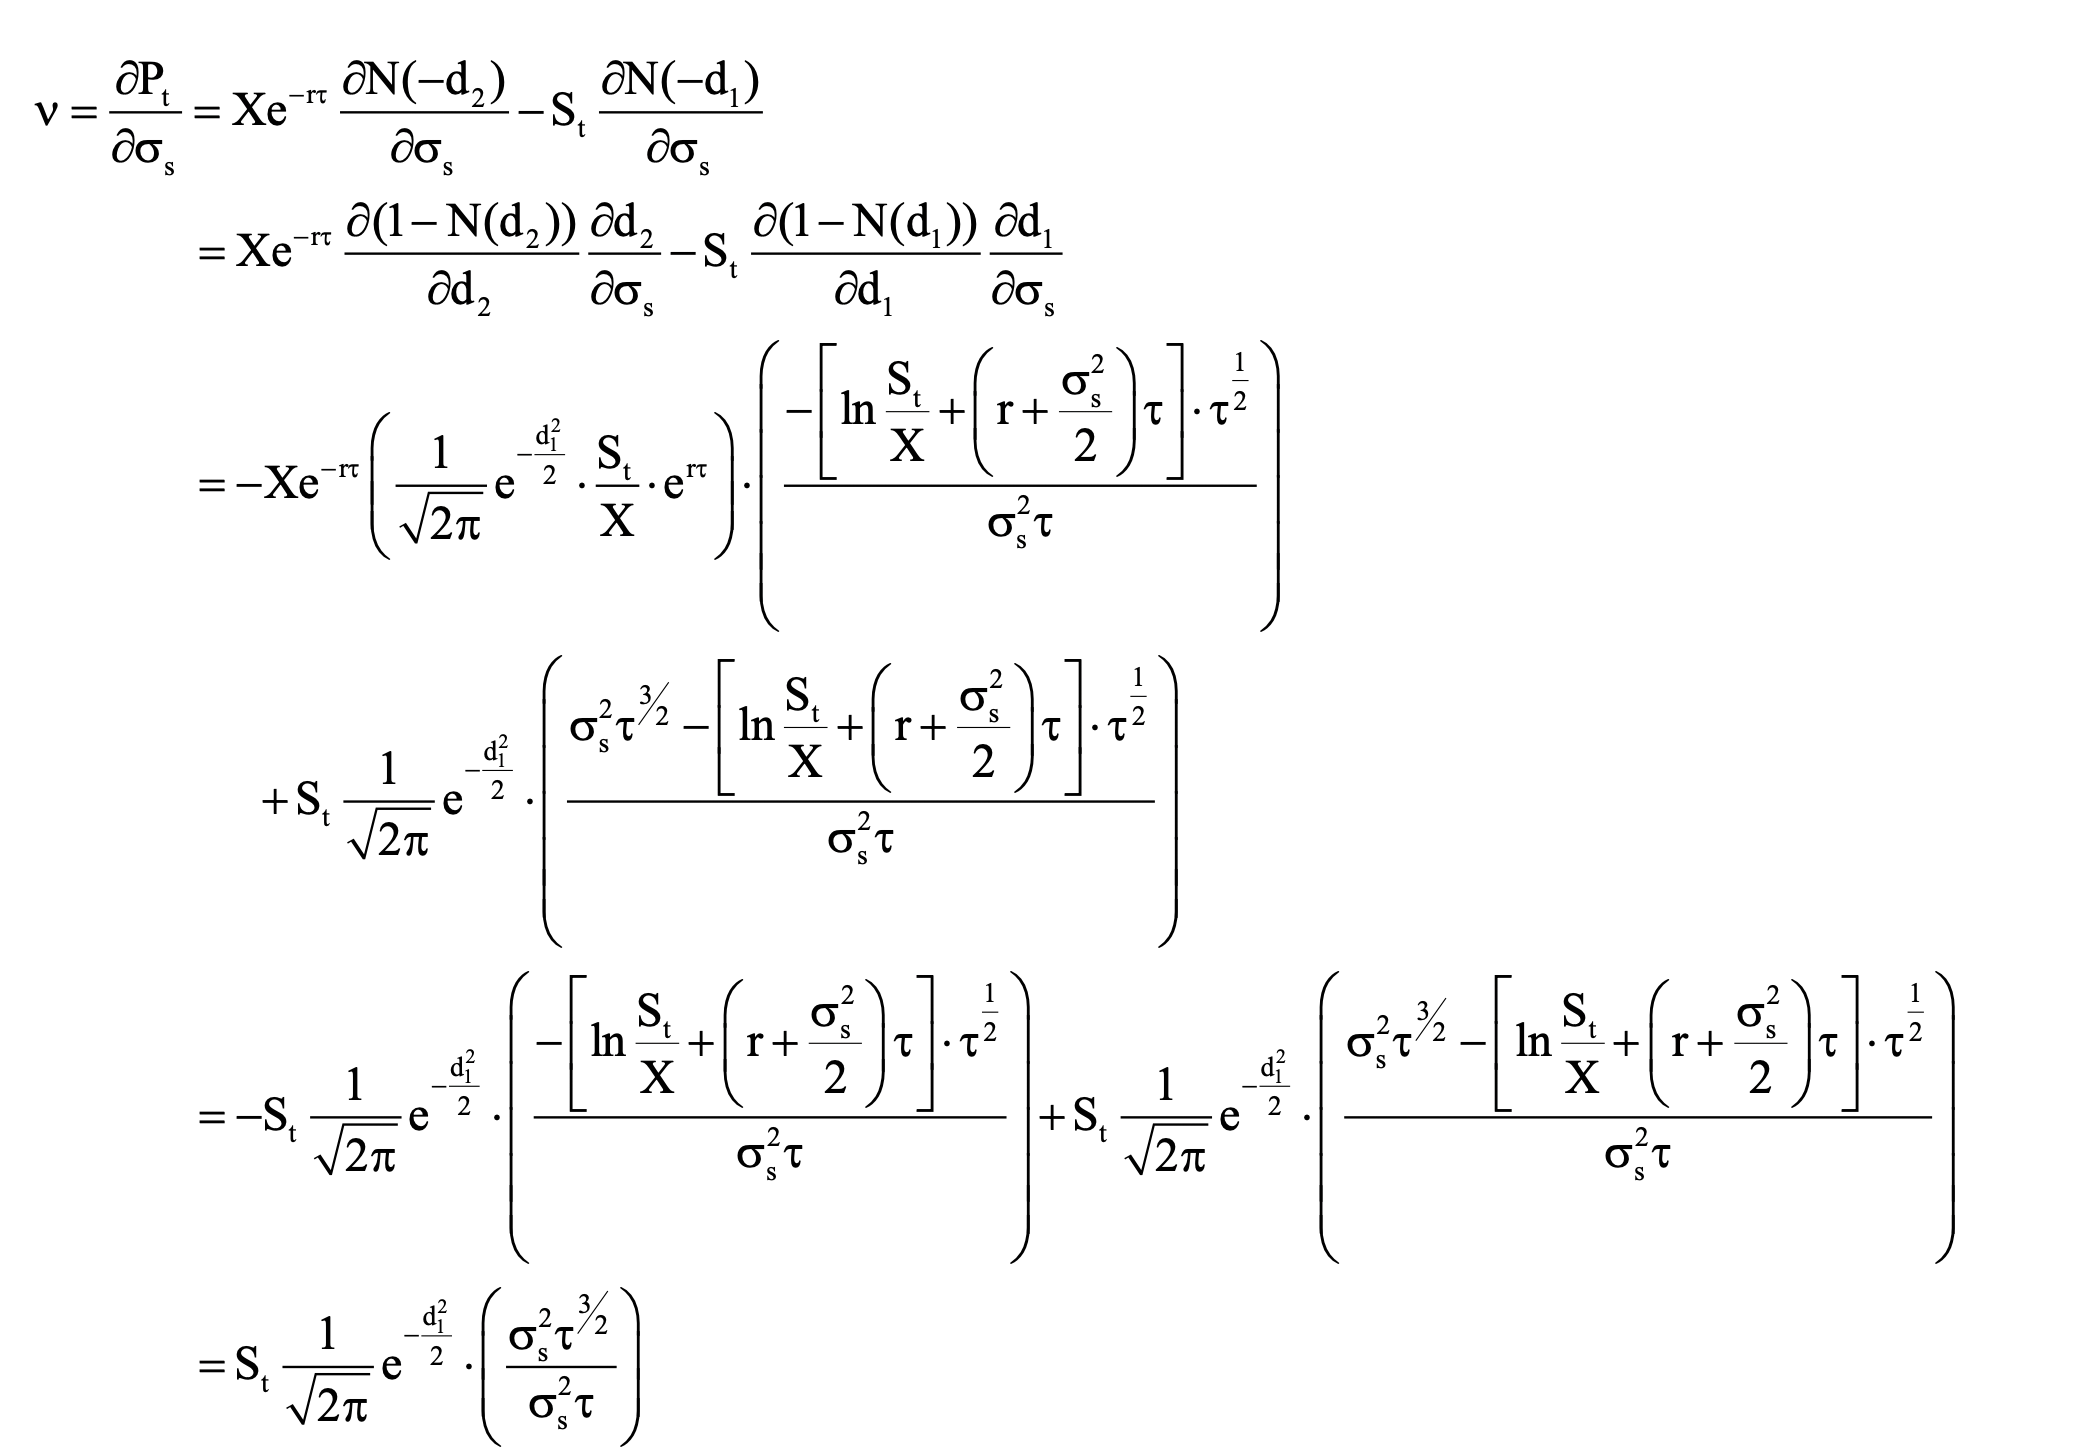 $\nu = \frac{\partial P_t}{\partial \sigma_s} = Xe^{-r\tau} \frac{\partial N(-d_2)}{\partial \sigma_s} - S_t \frac{\partial N(-d_1)}{\partial \sigma_s}$
$= Xe^{-r\tau} \frac{\partial (1 - N(d_2))}{\partial d_2} \frac{\partial d_2}{\partial \sigma_s} - S_t \frac{\partial (1 - N(d_1))}{\partial d_1} \frac{\partial d_1}{\partial \sigma_s}$
$= -Xe^{-r\tau} \left( \frac{1}{\sqrt{2\pi}} e^{-\frac{d_1^2}{2}} \cdot \frac{S_t}{X} \cdot e^{r\tau} \right) \cdot \left( \frac{-\left[ \ln \frac{S_t}{X} + \left( r + \frac{\sigma_s^2}{2} \right) \tau \right] \cdot \tau^{\frac{1}{2}}}{\sigma_s^2 \tau} \right)$
$+ S_t \frac{1}{\sqrt{2\pi}} e^{-\frac{d_1^2}{2}} \cdot \left( \frac{\sigma_s^2 \tau^{3/2} - \left[ \ln \frac{S_t}{X} + \left( r + \frac{\sigma_s^2}{2} \right) \tau \right] \cdot \tau^{\frac{1}{2}}}{\sigma_s^2 \tau} \right)$
$= -S_t \frac{1}{\sqrt{2\pi}} e^{-\frac{d_1^2}{2}} \cdot \left( \frac{-\left[ \ln \frac{S_t}{X} + \left( r + \frac{\sigma_s^2}{2} \right) \tau \right] \cdot \tau^{\frac{1}{2}}}{\sigma_s^2 \tau} \right) + S_t \frac{1}{\sqrt{2\pi}} e^{-\frac{d_1^2}{2}} \cdot \left( \frac{\sigma_s^2 \tau^{3/2} - \left[ \ln \frac{S_t}{X} + \left( r + \frac{\sigma_s^2}{2} \right) \tau \right] \cdot \tau^{\frac{1}{2}}}{\sigma_s^2 \tau} \right)$
$= S_t \frac{1}{\sqrt{2\pi}} e^{-\frac{d_1^2}{2}} \cdot \left( \frac{\sigma_s^2 \tau^{3/2}}{\sigma_s^2 \tau} \right)$